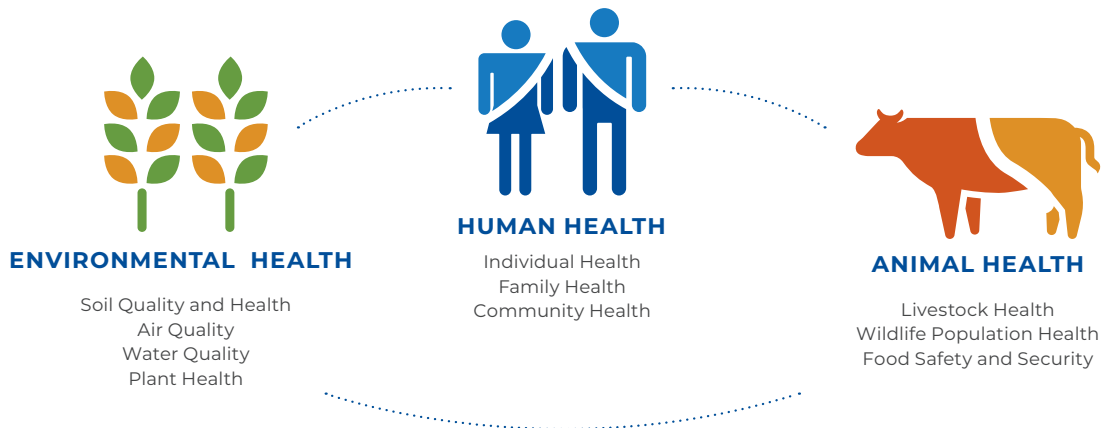 ENVIRONMENTAL HEALTH
Soil Quality and Health
Air Quality
Water Quality
Plant Health
HUMAN HEALTH
Individual Health
Family Health
Community Health
ANIMAL HEALTH
Livestock Health
Wildlife Population Health
Food Safety and Security